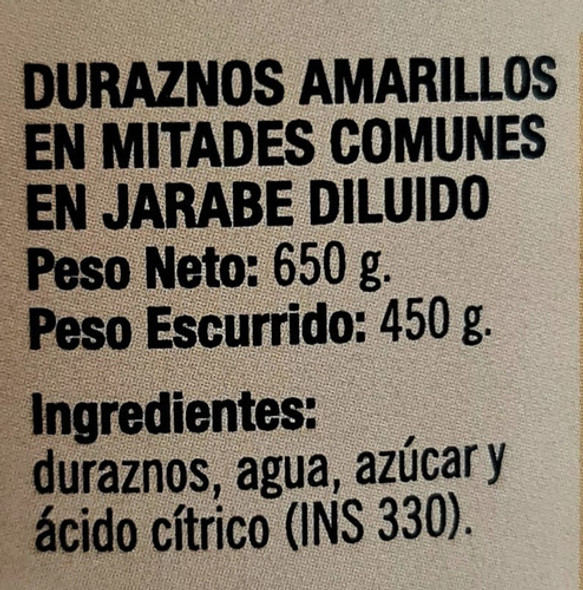 DURAZNOS AMARILLOS
EN MITADES COMUNES
EN JARABE DILUIDO
Peso Neto: 650 g.
Peso Escurrido: 450 g.
Ingredientes:
duraznos, agua, azúcar y
ácido cítrico (INS 330).